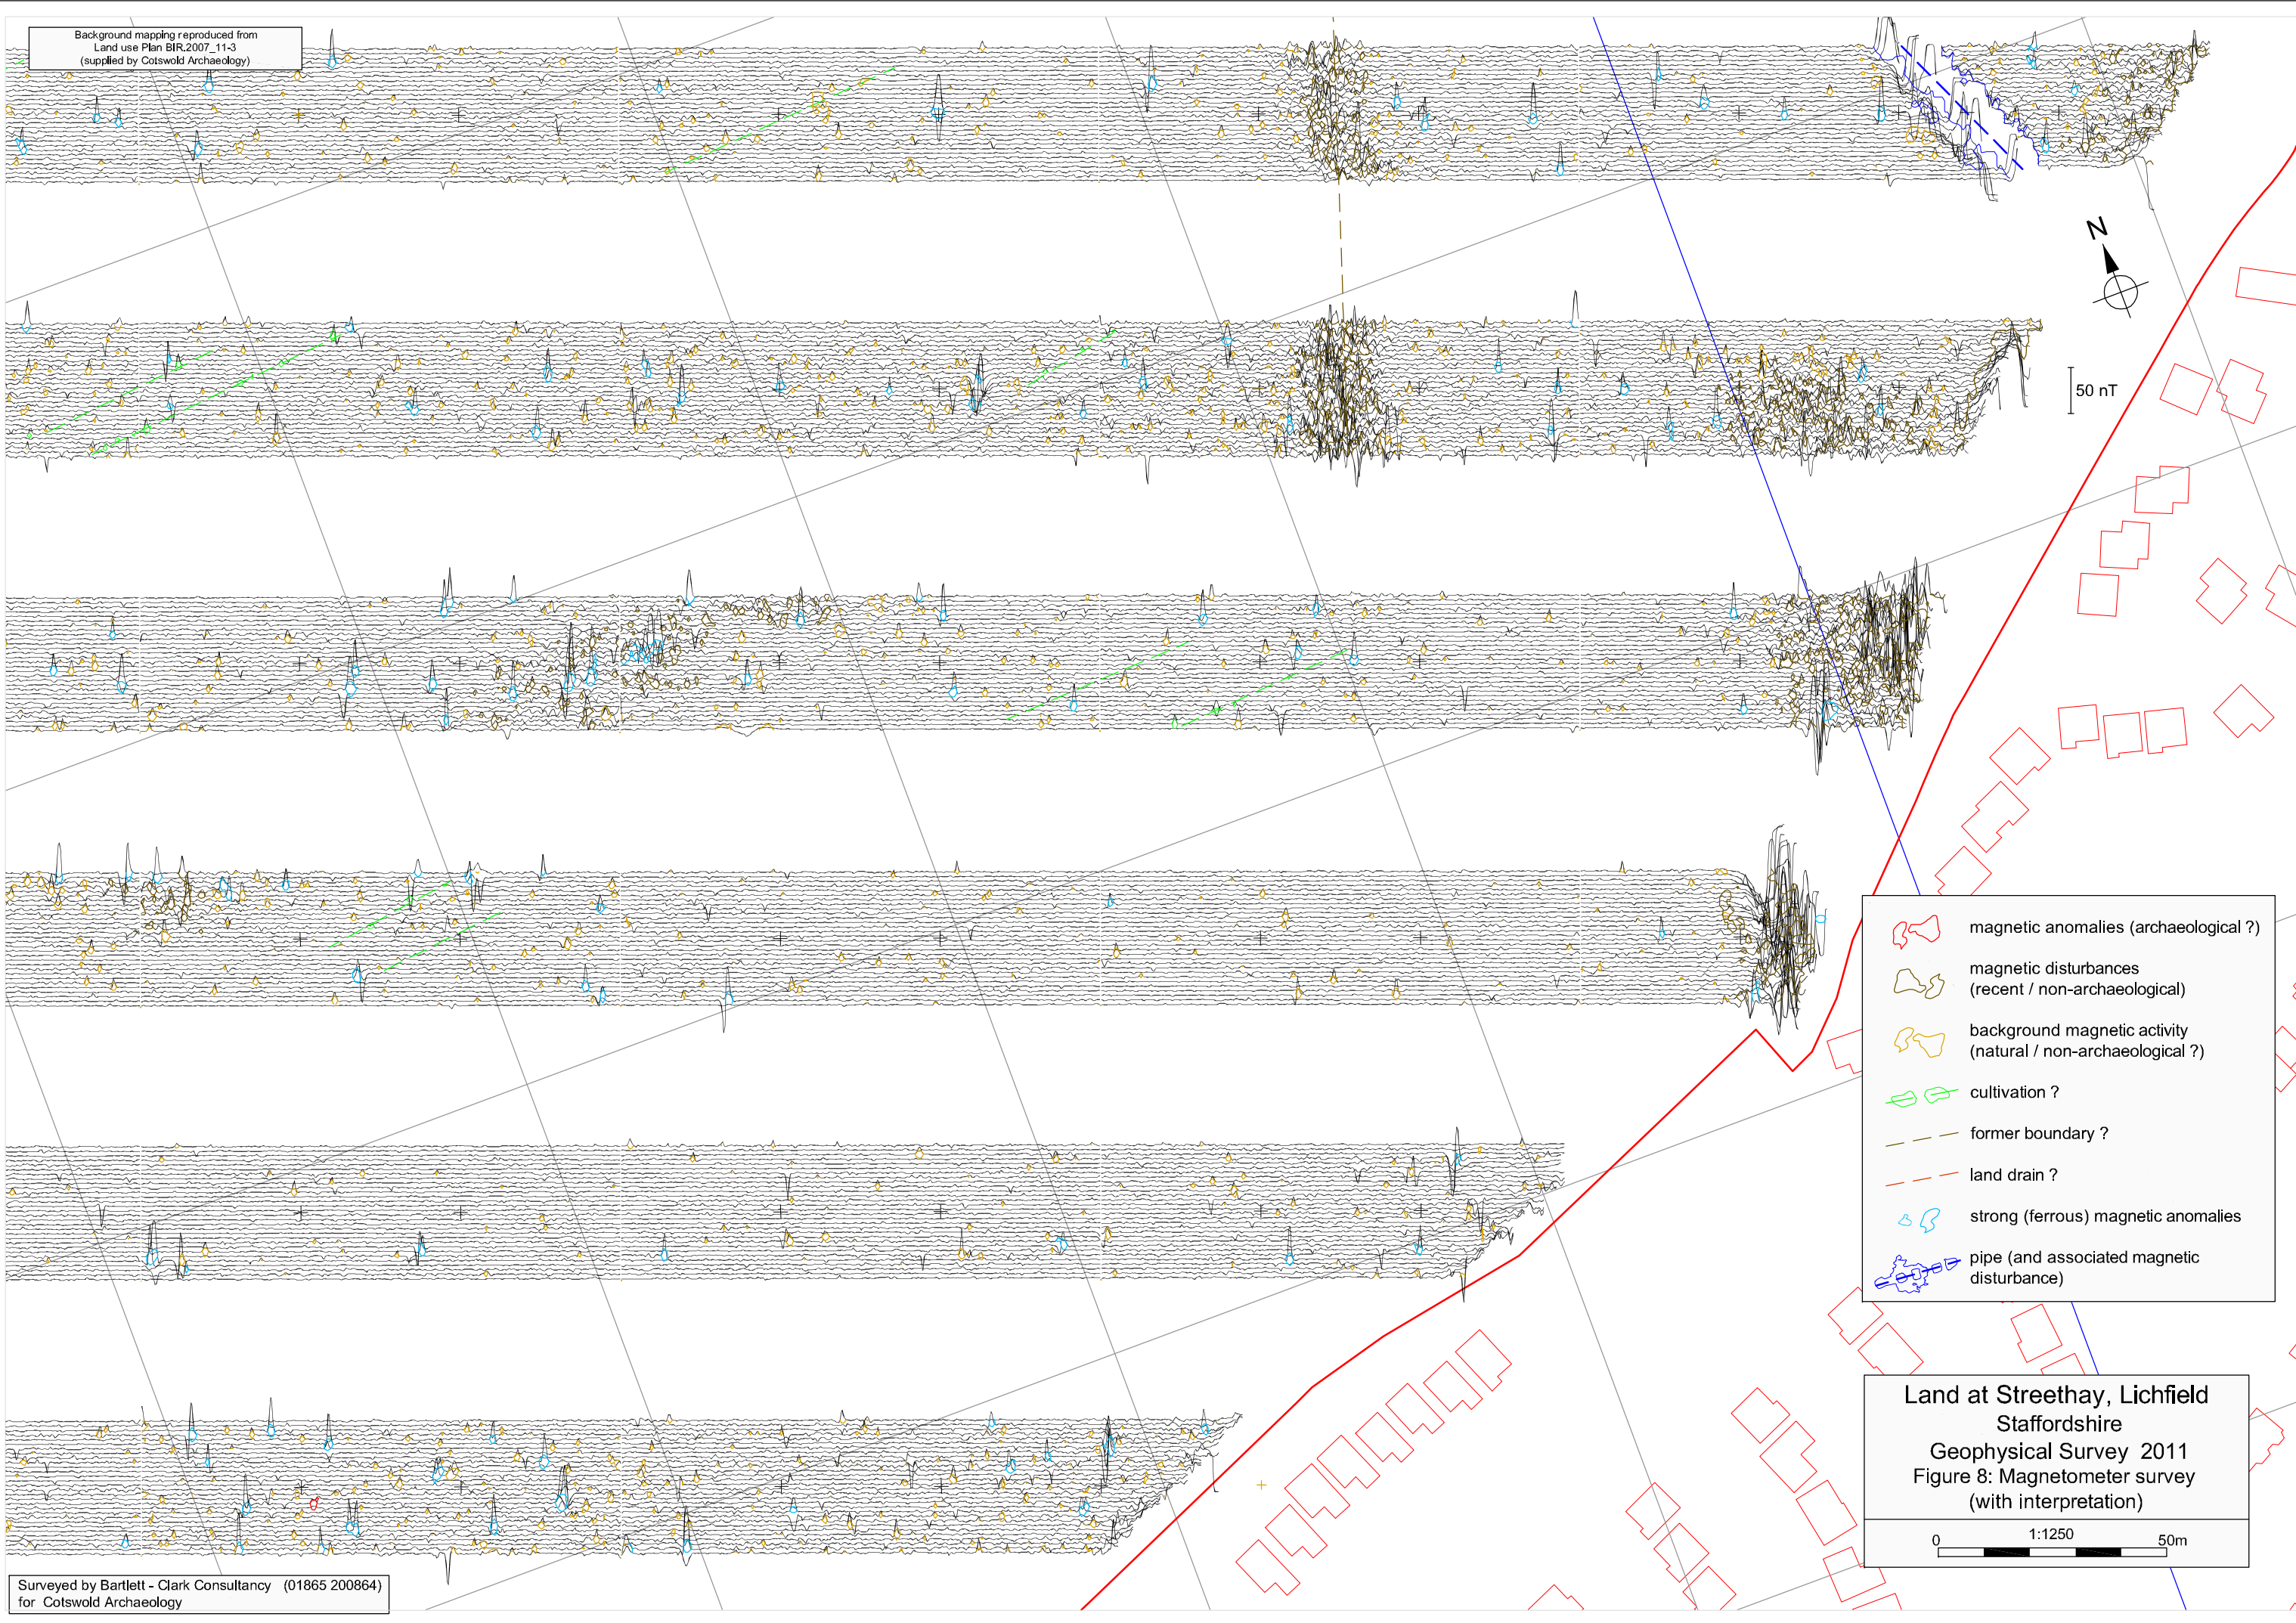 Background mapping reproduced from
Land use Plan BIR.2007_11-3
(supplied by Cotswold Archaeology)
N
50 nT
magnetic anomalies (archaeological ?)
magnetic disturbances
(recent / non-archaeological)
background magnetic activity
(natural / non-archaeological ?)
cultivation ?
former boundary ?
land drain ?
strong (ferrous) magnetic anomalies
pipe (and associated magnetic
disturbance)
Land at Streethay, Lichfield
Staffordshire
Geophysical Survey 2011
Figure 8: Magnetometer survey
(with interpretation)
0 1:1250 50m
Surveyed by Bartlett - Clark Consultancy (01865 200864)
for Cotswold Archaeology